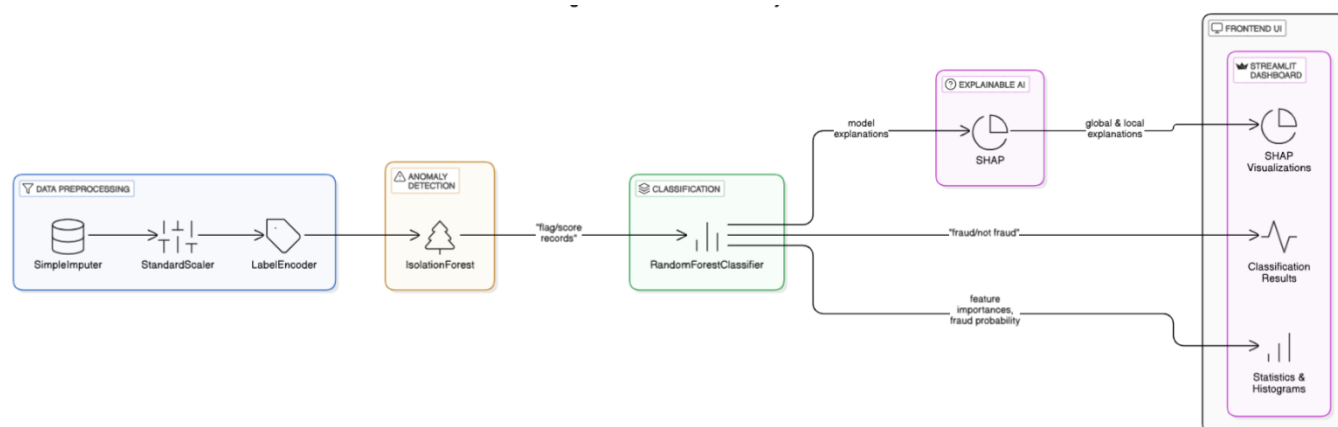 FRONTEND UI
STREAMLIT
DASHBOARD
EXPLAINABLE AI
model
explanations
SHAP
global & local
explanations
SHAP
Visualizations
DATA PREPROCESSING
ANOMALY
DETECTION
CLASSIFICATION
SimpleImputer
StandardScaler
LabelEncoder
IsolationForest
"flag/score
records"
RandomForestClassifier
"fraud/not fraud"
Classification
Results
feature
importances,
fraud probability
Statistics &
Histograms